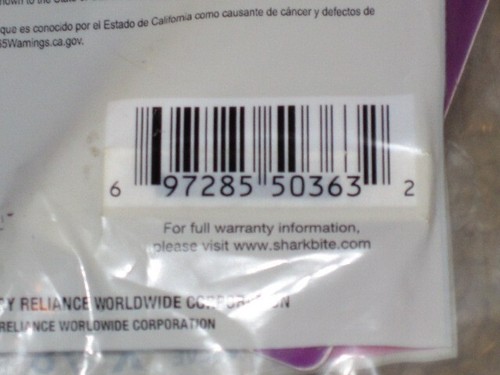 que es conocido por el Estado de California como causante de cáncer y defectos de
65Warnings.ca.gov.
6 97285 50363 2
For full warranty information,
please visit www.sharkbite.com
Y RELIANCE WORLDWIDE CORPORATION
RELIANCE WORLDWIDE CORPORATION